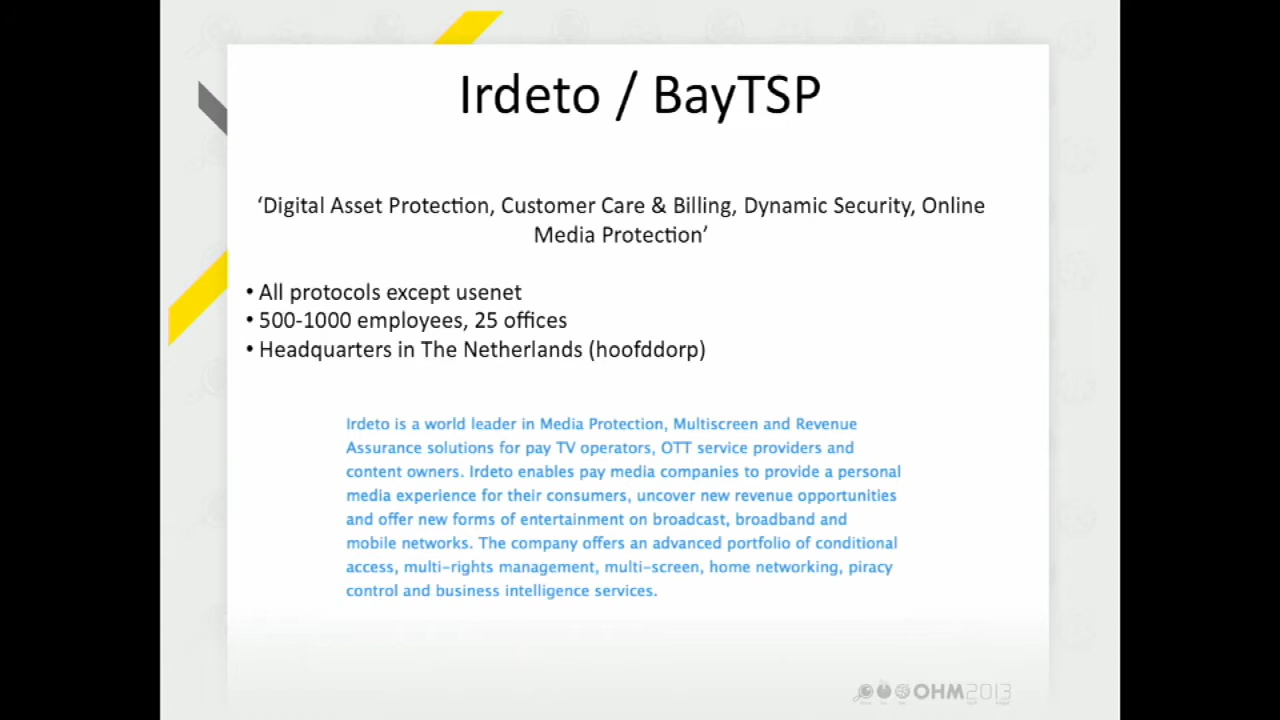 Irdeto / BayTSP
‘Digital Asset Protection, Customer Care & Billing, Dynamic Security, Online
Media Protection’
• All protocols except usenet
• 500-1000 employees, 25 offices
• Headquarters in The Netherlands (hoofddorp)
Irdeto is a world leader in Media Protection, Multiscreen and Revenue
Assurance solutions for pay TV operators, OTT service providers and
content owners. Irdeto enables pay media companies to provide a personal
media experience for their consumers, uncover new revenue opportunities
and offer new forms of entertainment on broadcast, broadband and
mobile networks. The company offers an advanced portfolio of conditional
access, multi-rights management, multi-screen, home networking, piracy
control and business intelligence services.
OHM2013